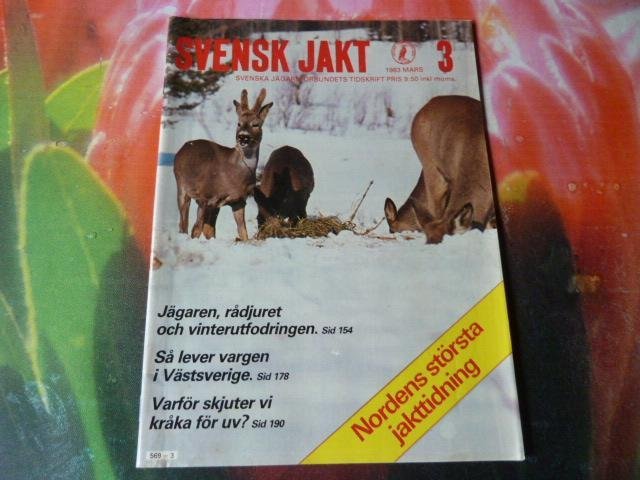 SVENSK JAKT 3
1983 MARS
SVENSKA JÄGAREFÖRBUNDETS TIDSKRIFT PRIS 9:50 inkl moms.
Jägaren, rådjuret
och vinterutfodringen. Sid 154
Så lever vargen
i Västsverige. Sid 178
Varför skjuter vi
kråka för uv? Sid 190
Nordens största
jakttidning
569 - 3